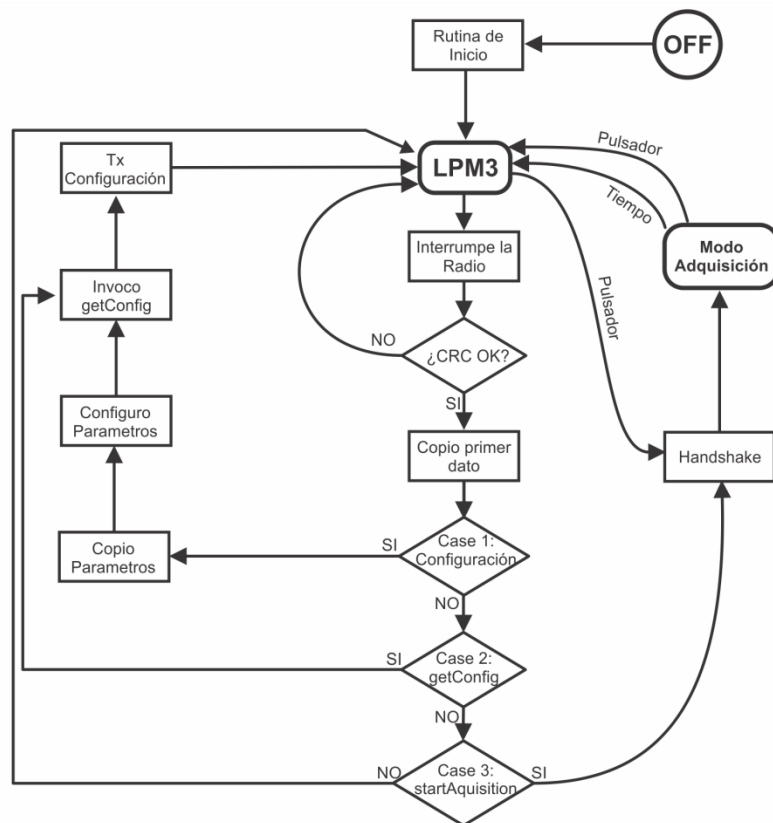 Rutina de
Inicio
OFF
Tx
Configuración
LPM3
Pulsador
Tiempo
Interrumpe la
Radio
Modo
Adquisición
Invoco
getConfig
Pulsador
NO
¿CRC OK?
SI
Configuro
Parametros
Copio primer
dato
Handshake
Copio
Parametros
SI
Case 1:
Configuración
NO
SI
Case 2:
getConfig
NO
NO
Case 3:
startAquisition
SI